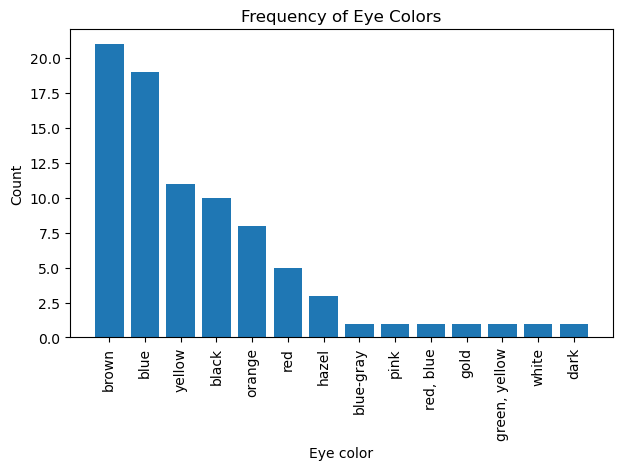 Frequency of Eye Colors
Count
20.0
17.5
15.0
12.5
10.0
7.5
5.0
2.5
0.0
brown
blue
yellow
black
orange
red
hazel
blue-gray
pink
red, blue
gold
green, yellow
white
dark
Eye color